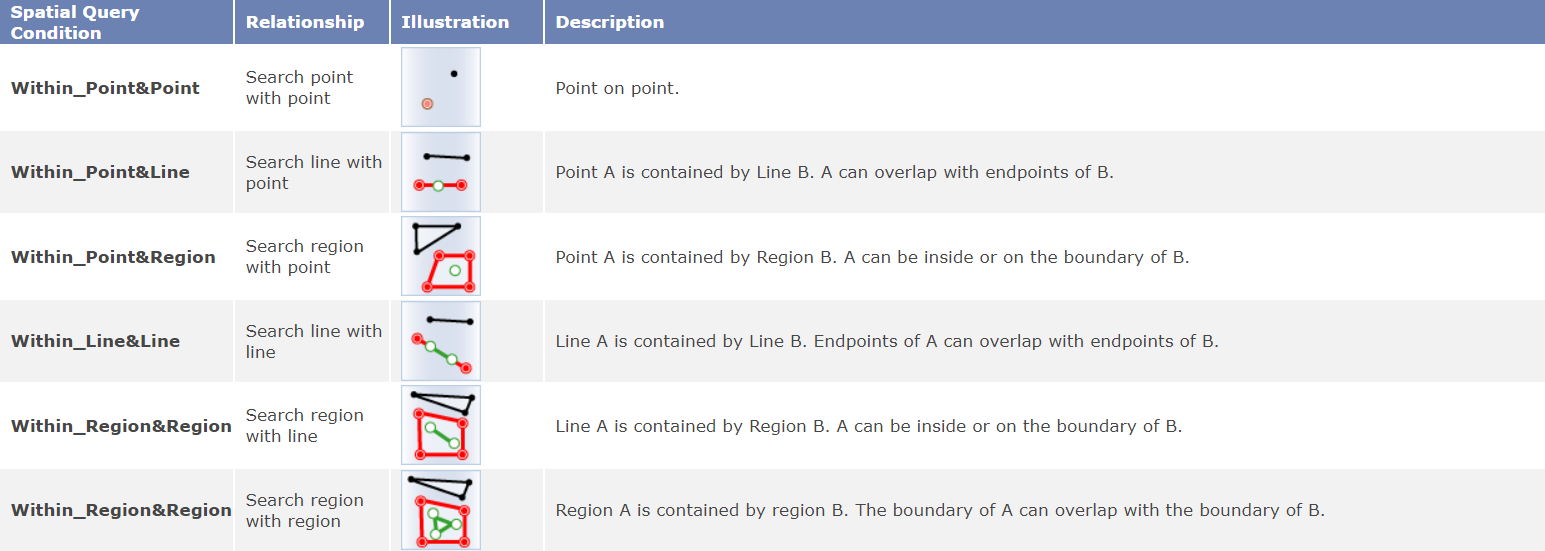 Spatial Query
Condition
Relationship
Illustration
Description
Within_Point&Point
Search point
with point
Point on point.
Within_Point&Line
Search line with
point
Point A is contained by Line B. A can overlap with endpoints of B.
Within_Point&Region
Search region
with point
Point A is contained by Region B. A can be inside or on the boundary of B.
Within_Line&Line
Search line with
line
Line A is contained by Line B. Endpoints of A can overlap with endpoints of B.
Within_Region&Region
Search region
with line
Line A is contained by Region B. A can be inside or on the boundary of B.
Within_Region&Region
Search region
with region
Region A is contained by region B. The boundary of A can overlap with the boundary of B.